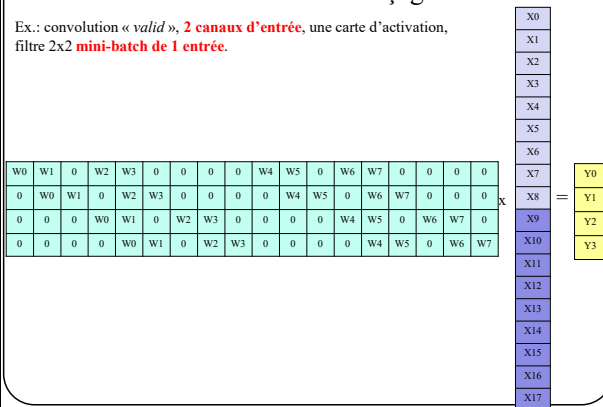 Ex.: convolution « valid », 2 canaux d'entrée, une carte d'activation,
filtre 2x2 mini-batch de 1 entrée.
X0
X1
X2
X3
X4
X5
X6
W0 W1 0 W2 W3 0 0 0 0 W4 W5 0 W6 W7 0 0 0 0 X7 Y0
0 W0 W1 0 W2 W3 0 0 0 0 W4 W5 0 W6 W7 0 0 0 x X8 = Y1
0 0 0 W0 W1 0 W2 W3 0 0 0 0 W4 W5 0 W6 W7 0 X9 Y2
0 0 0 0 W0 W1 0 W2 W3 0 0 0 0 W4 W5 0 W6 W7 X10 Y3
X11
X12
X13
X14
X15
X16
X17